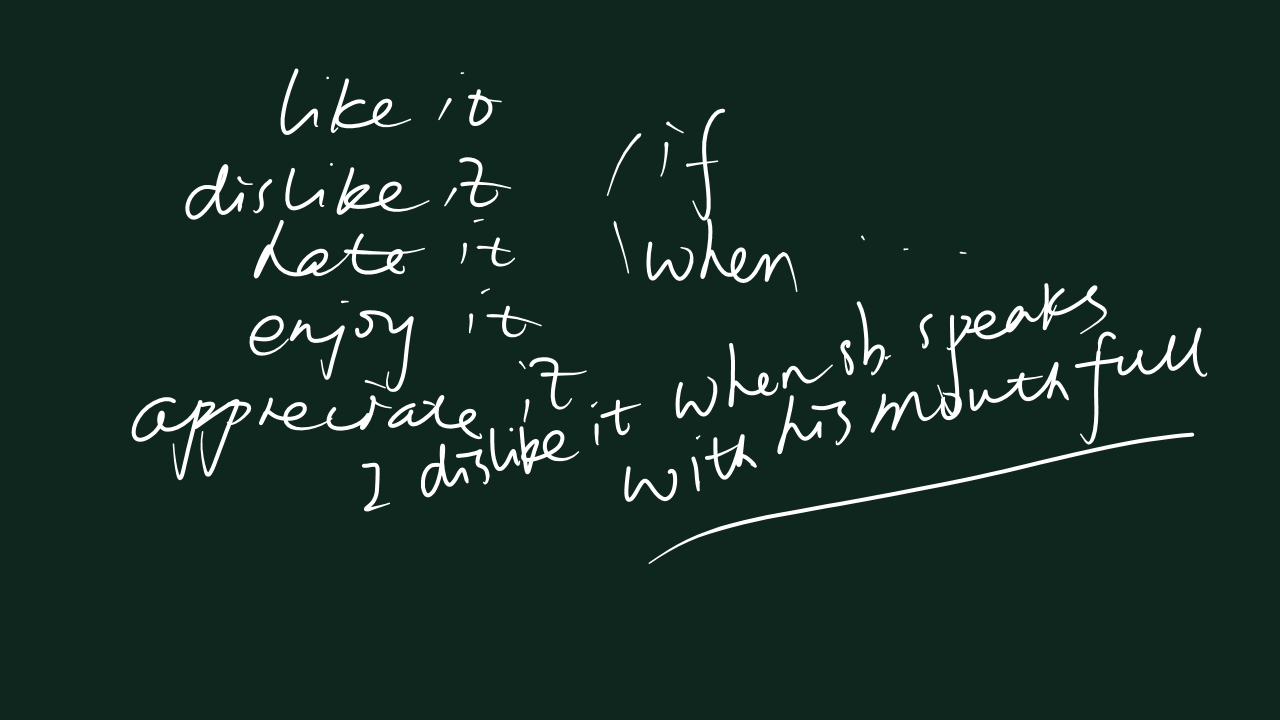 like it
dislike it
hate it
enjoy it
appreciate it
if
when ....
I dislike it when sb. speaks
with his mouth full